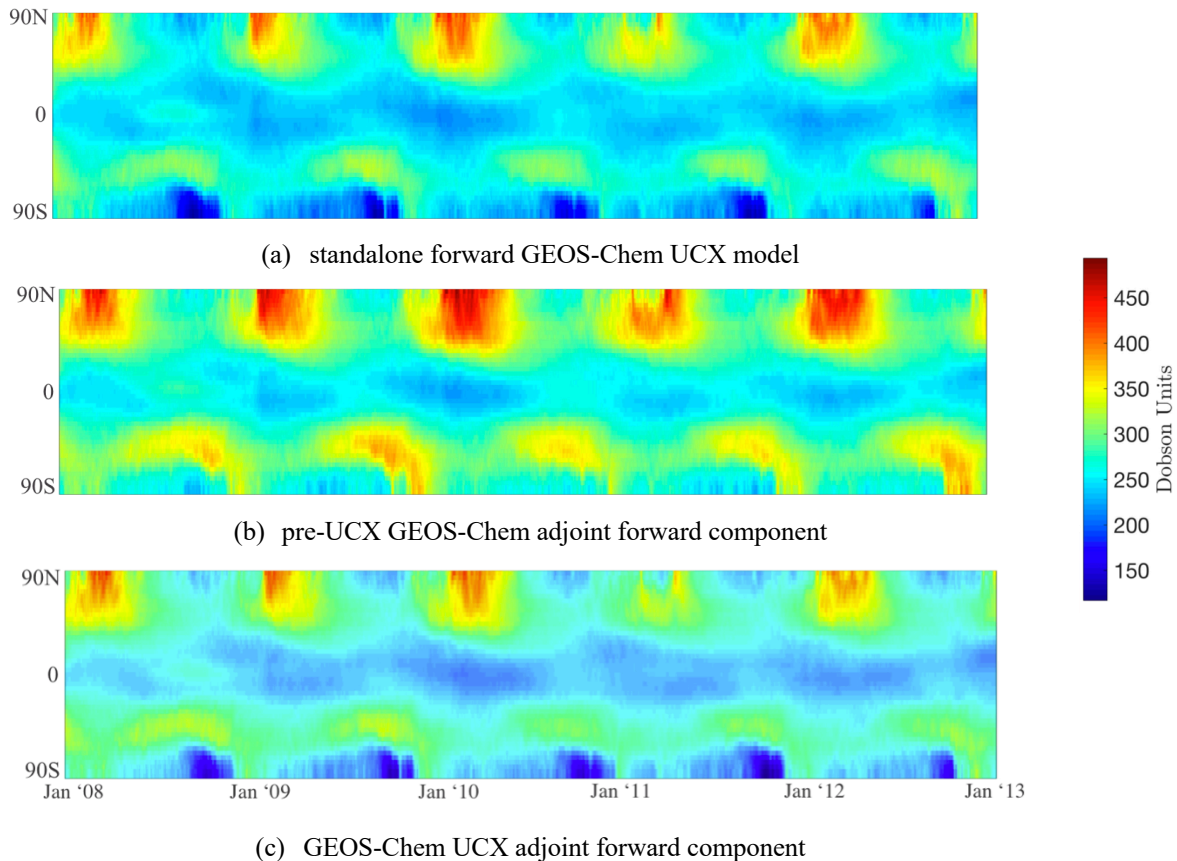 90N
0
90S
(a) standalone forward GEOS-Chem UCX model
90N
0
90S
(b) pre-UCX GEOS-Chem adjoint forward component
450
400
350
300
250
200
150
Dobson Units
90N
0
90S
Jan ‘08 Jan ‘09 Jan ‘10 Jan ‘11 Jan ‘12 Jan ‘13
(c) GEOS-Chem UCX adjoint forward component